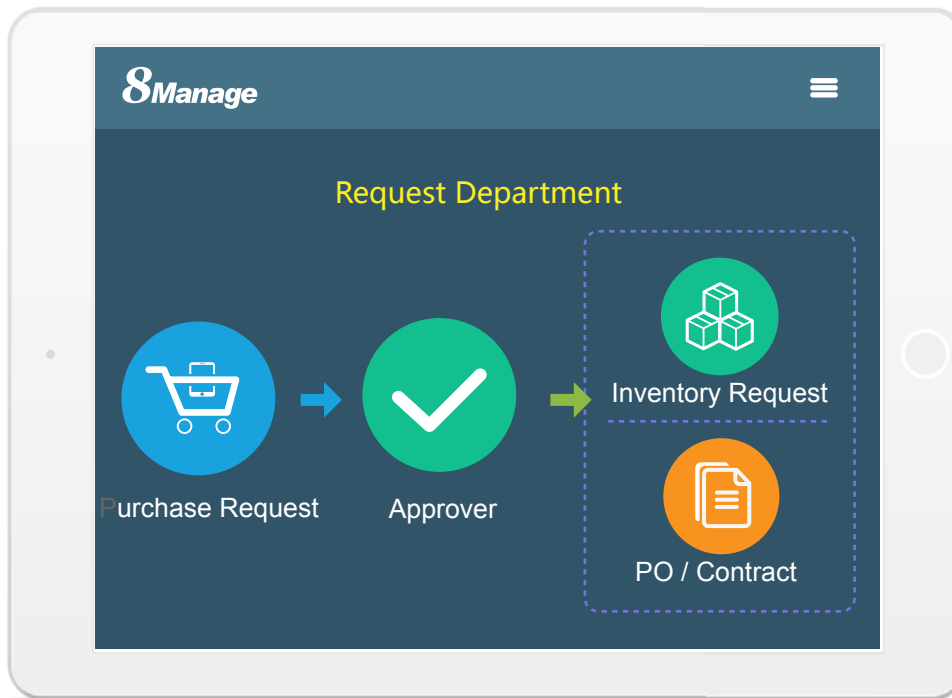 8Manage
Request Department
Inventory Request
Purchase Request
Approver
PO / Contract